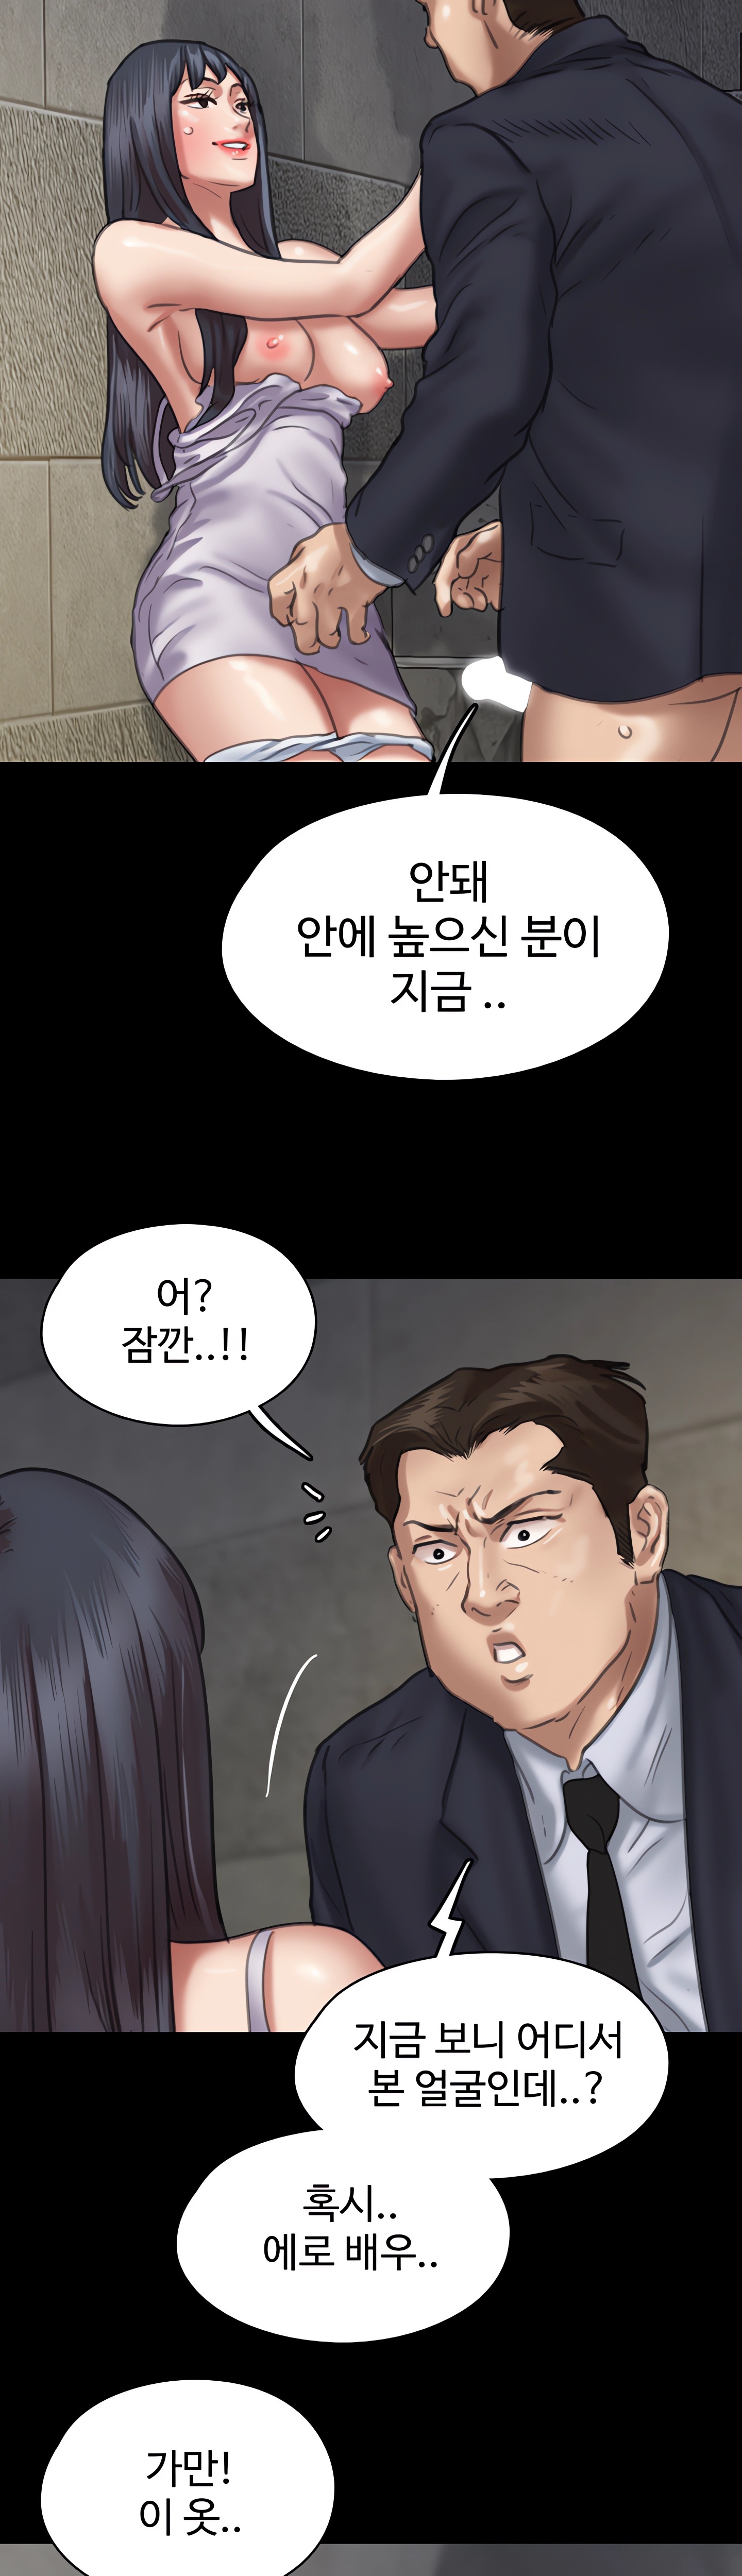 안돼
안에 높으신 분이
지금 ..
어?
잠깐..!!
지금 보니 어디서
본 얼굴인데..?
혹시..
에로 배우..
가만!
이 옷..